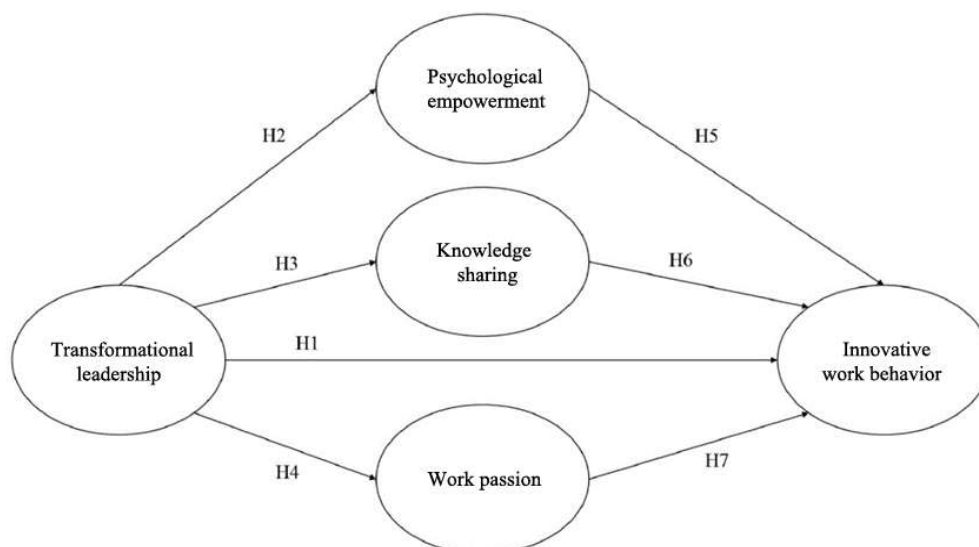 Psychological
empowerment
H2
H5
Knowledge
sharing
H3
H6
Transformational
leadership
H1
Innovative
work behavior
H4
Work passion
H7